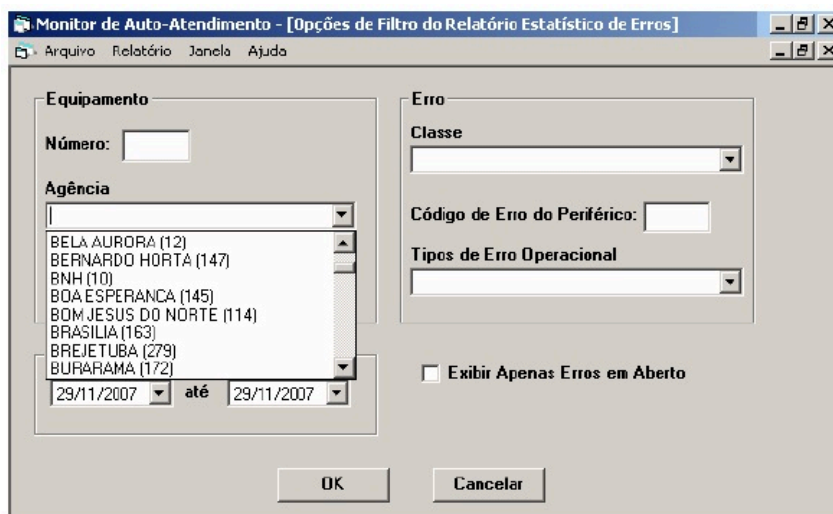 Monitor de Auto-Atendimento - [Opções de Filtro do Relatório Estatístico de Erros]
Arquivo Relatório Janela Ajuda
Equipamento
Número:
Agência
BELA AURORA (12)
BERNARDO HORTA (147)
BNH (10)
BOA ESPERANCA (145)
BOM JESUS DO NORTE (114)
BRASILIA (163)
BREJETUBA (279)
BURARAMA (172)
29/11/2007 até 29/11/2007
Erro
Classe
Código de Erro do Periférico:
Tipos de Erro Operacional
Exibir Apenas Erros em Aberto
OK Cancelar